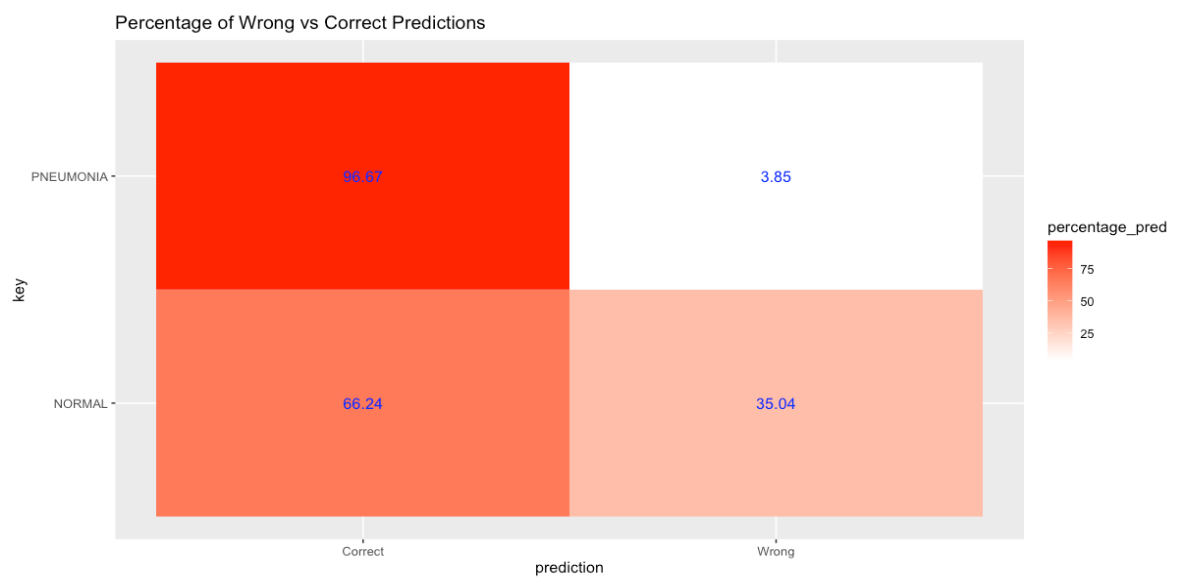 Percentage of Wrong vs Correct Predictions
PNEUMONIA
96.67
3.85
NORMAL
66.24
35.04
key
Correct
Wrong
prediction
percentage_pred
75
50
25